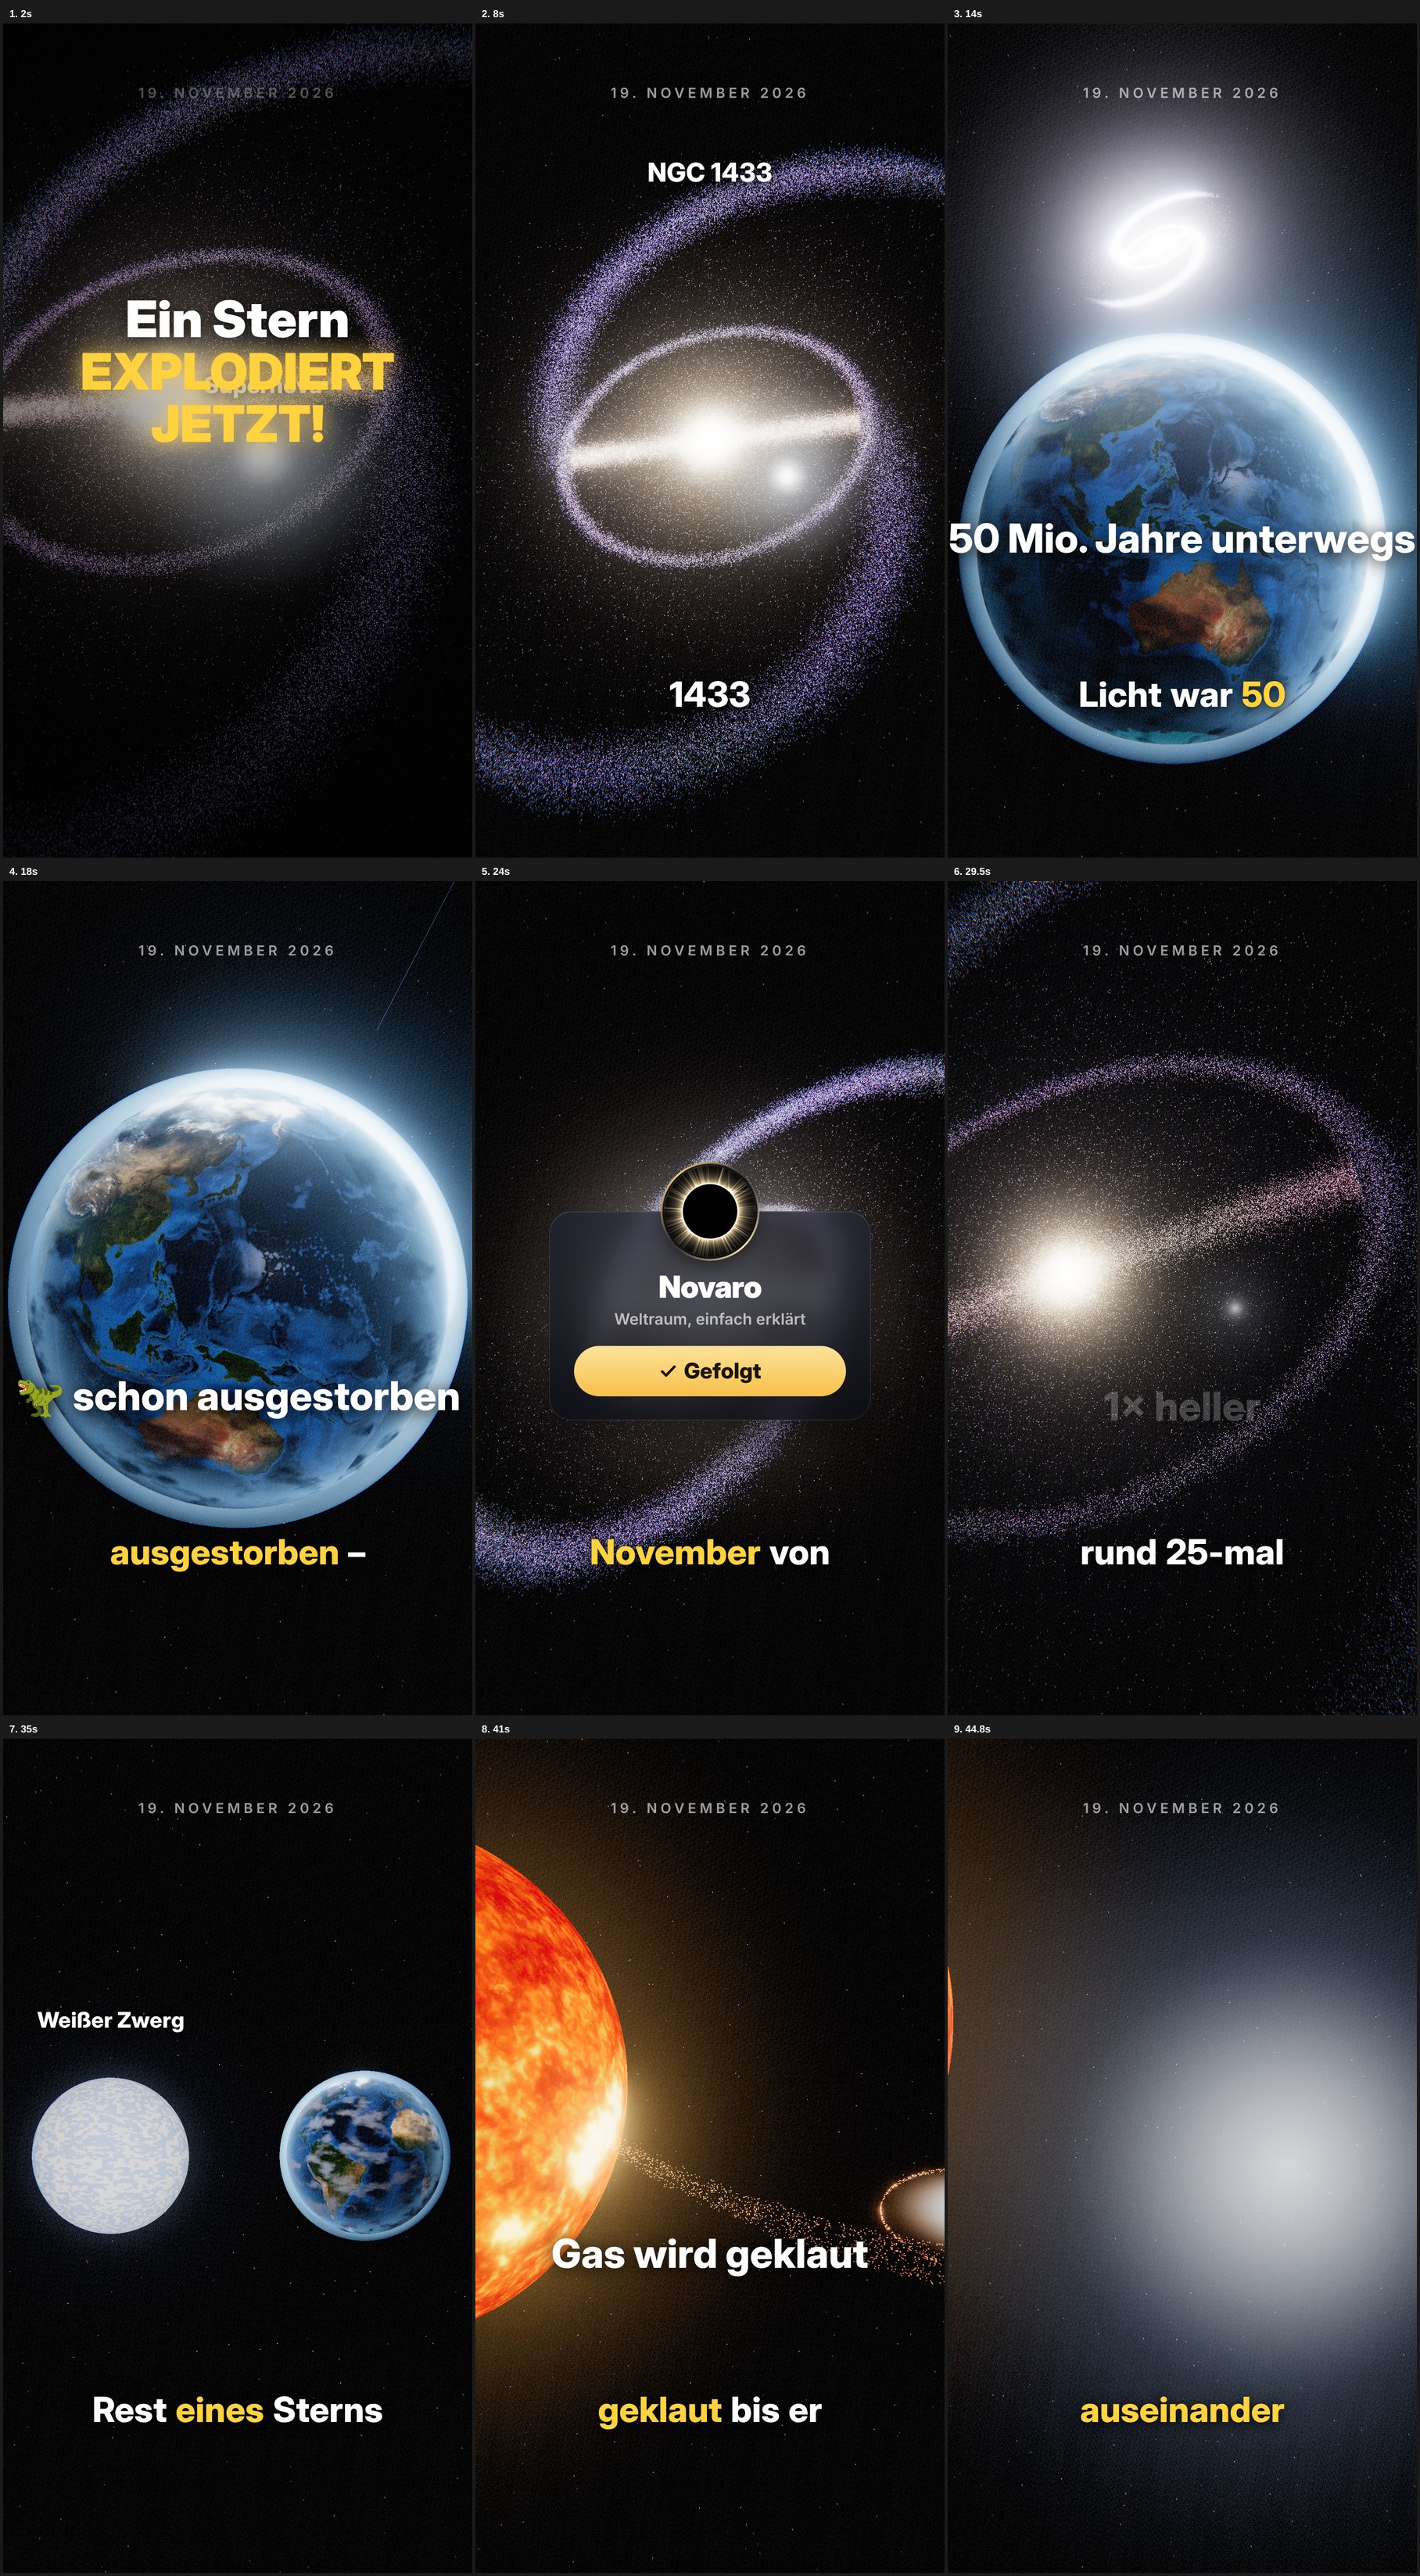 1. 2s
19. NOVEMBER 2026
Ein Stern
EXPLODIERT
Supernova
JETZT!
2. 8s
19. NOVEMBER 2026
NGC 1433
1433
3. 14s
19. NOVEMBER 2026
50 Mio. Jahre unterwegs
Licht war 50
4. 18s
19. NOVEMBER 2026
🦖 schon ausgestorben
ausgestorben –
5. 24s
19. NOVEMBER 2026
Novaro
Weltraum, einfach erklärt
✓ Gefolgt
November von
6. 29.5s
19. NOVEMBER 2026
1× heller
rund 25-mal
7. 35s
19. NOVEMBER 2026
Weißer Zwerg
Rest eines Sterns
8. 41s
19. NOVEMBER 2026
Gas wird geklaut
geklaut bis er
9. 44.8s
19. NOVEMBER 2026
auseinander